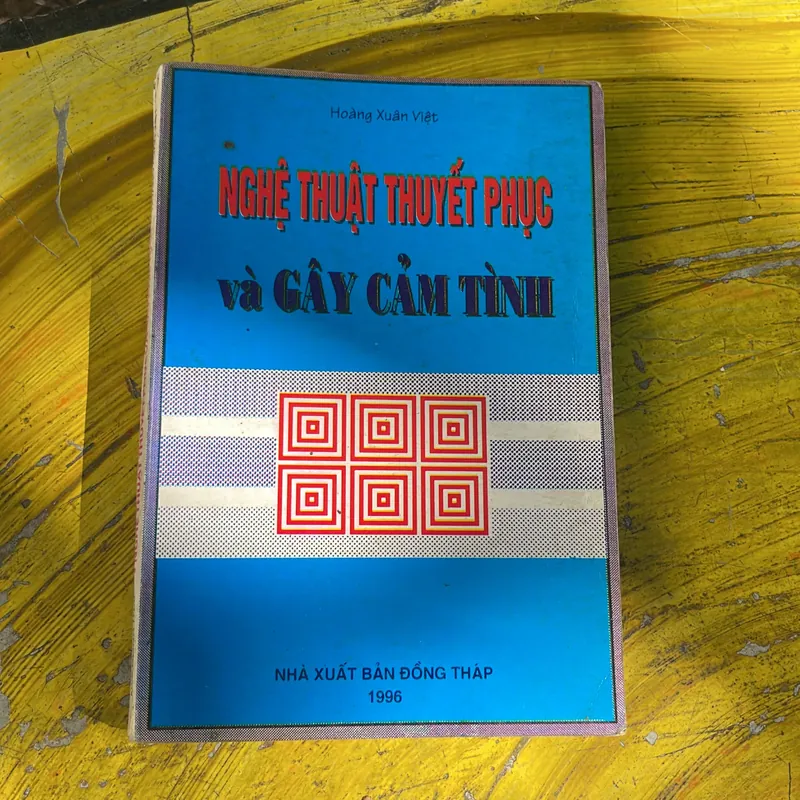 Hoàng Xuân Việt
NGHỆ THUẬT THUYẾT PHỤC
và GÂY CẢM TÌNH
NHÀ XUẤT BẢN ĐỒNG THÁP
1996